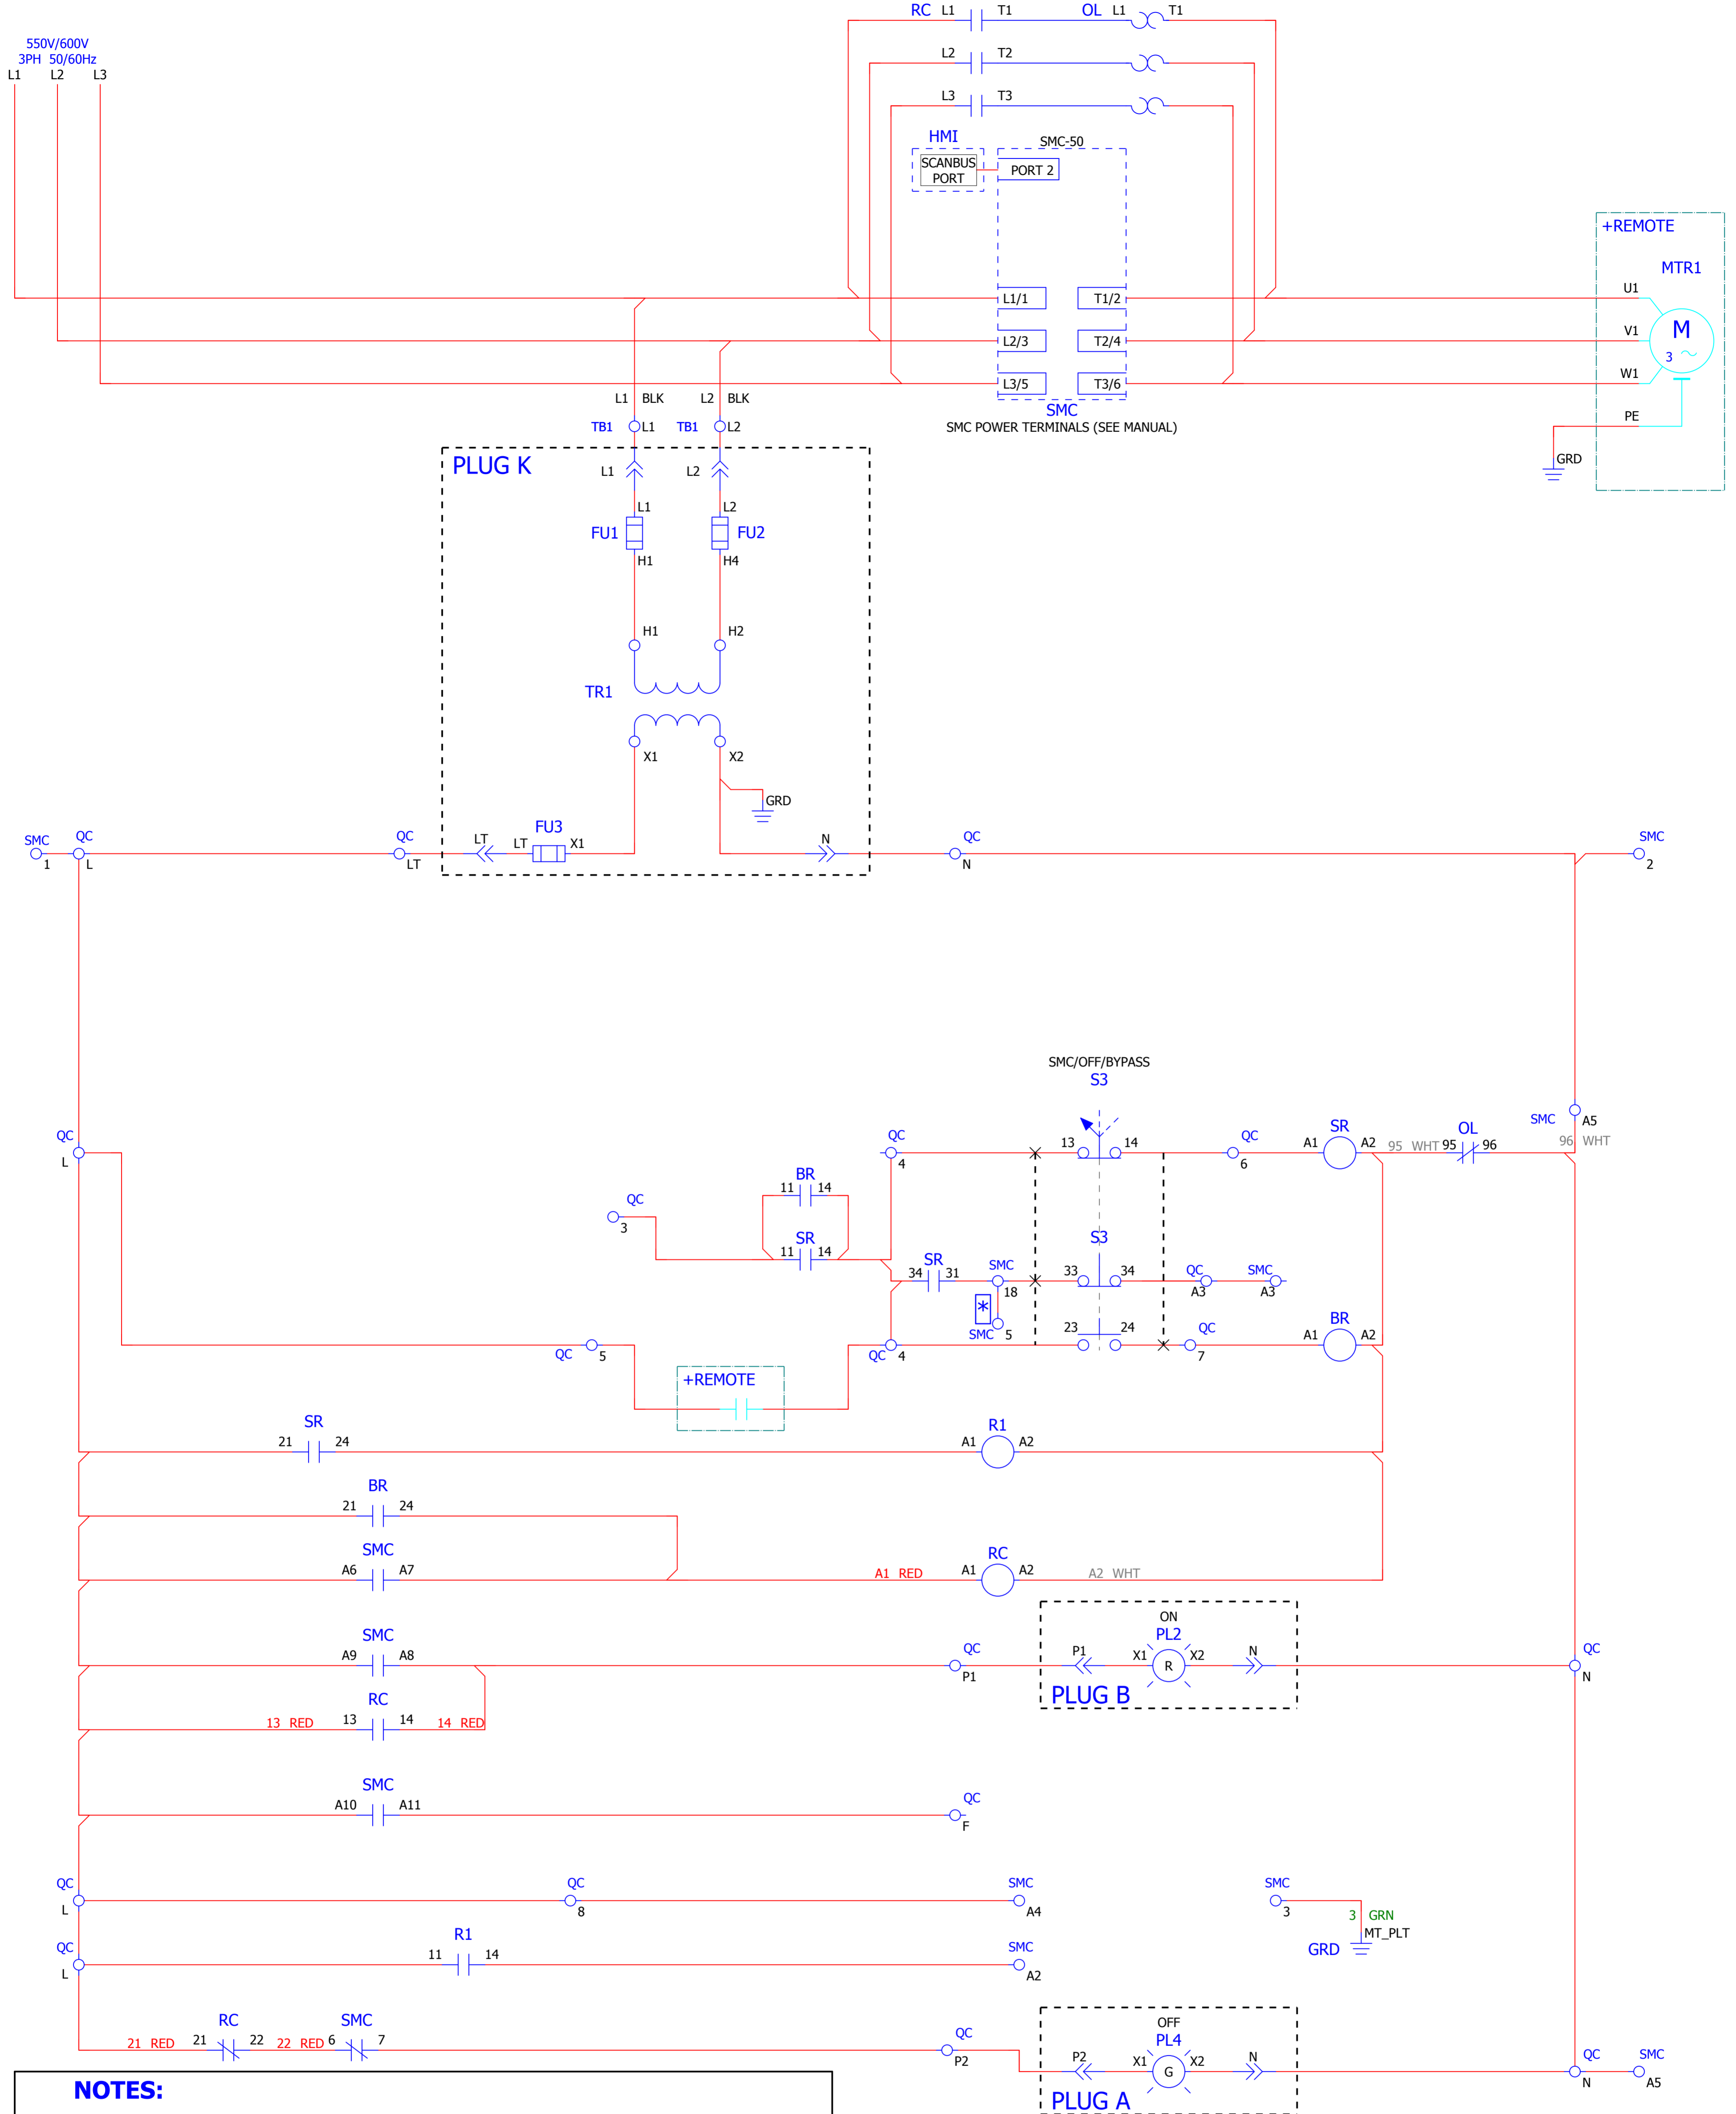 RC L1 T1 OL L1 T1
550V/600V
3PH 50/60Hz
L1 L2 L3
L2 T2
L3 T3
HMI
SMC-50
SCANBUS
PORT
PORT 2
+REMOTE
MTR1
L1/1 T1/2 U1
M
3
L2/3 T2/4 V1
L3/5 T3/6 W1
SMC
SMC POWER TERMINALS (SEE MANUAL)
PE
GRD
L1 BLK L2 BLK
TB1 L1 TB1 L2
PLUG K
L1 L2
L1 L2
FU1 FU2
H1 H4
H1 H2
TR1
X1 X2
GRD
SMC QC QC LT LT FU3 X1 N QC SMC
1 L LT N 2
SMC/OFF/BYPASS
S3
SMC A5
QC QC 13 14 QC SR OL
L 4 6 A1 A2 95 WHT 95 96 96 WHT
BR
11 14
QC
3
SR
11 14
S3
SR
34 31
SMC
18
33 34
QC
A3
SMC
A3
*
SMC 5
23 24
QC
7
BR
A1 A2
QC 5
QC 4
+REMOTE
SR
21 24
R1
A1 A2
BR
21 24
SMC
A6 A7
A1 RED
RC
A1 A2
A2 WHT
ON
PL2
SMC
A9 A8
QC
P1
P1 X1 R X2 N
QC
N
PLUG B
RC
13 RED 13 14 14 RED
SMC
A10 A11
QC
F
QC
L
QC
8
SMC
A4
SMC
3
3 GRN
MT_PLT
GRD
QC
L
R1
11 14
SMC
A2
OFF
PL4
RC SMC
21 RED 21 22 22 RED 6 7
QC
P2
P2 X1 G X2 N
QC
N
SMC
A5
PLUG A
NOTES: